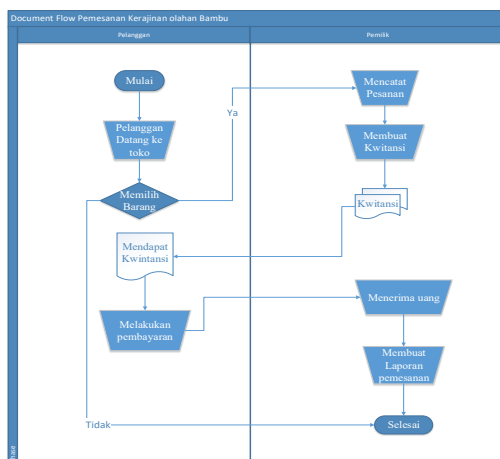 Document Flow Pemesanan Kerajinan olahan Bambu
Pelanggan
Pemilik
Mulai
Pelanggan
Datang ke
toko
Memilih
Barang
Ya
Mencatat
Pesanan
Membuat
Kwitansi
Kwitansi
Mendapat
Kwintansi
Melakukan
pembayaran
Menerima uang
Membuat
Laporan
pemesanan
Tidak
Selesai